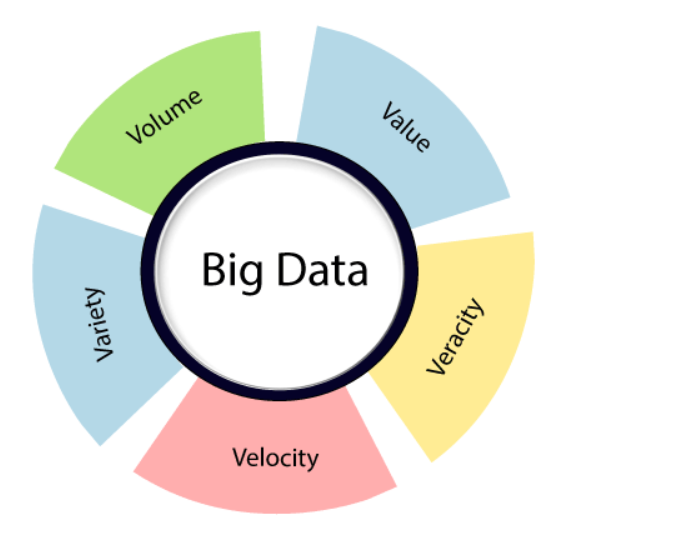 Volume
Value
Big Data
Variety
Veracity
Velocity